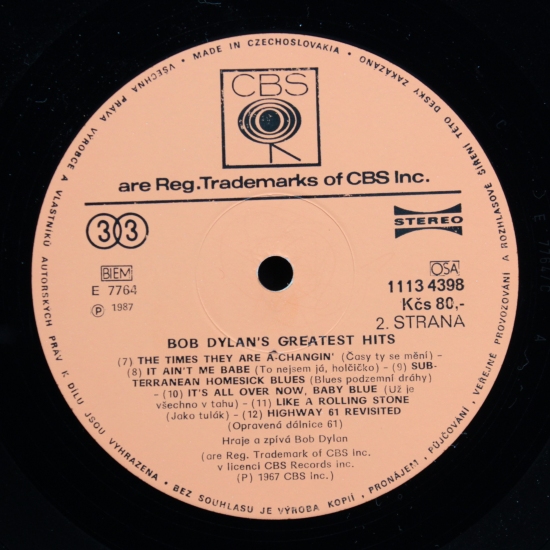 VŠECHNA PRÁVA VÝROBCE A VLASTNÍKŮ AUTORSKÝCH PRÁV K DÍLU JSOU VYHRAZENA • BEZ SOUHLASU JE VÝROBA KOPIÍ, PRONÁJEM, PŮJČOVÁNÍ, VEŘEJNÉ PROVOZOVÁNÍ A ROZHLASOVÉ ŠÍŘENÍ TÉTO DESKY ZAKÁZÁNO
• MADE IN CZECHOSLOVAKIA •
CBS
are Reg.Trademarks of CBS Inc.
33
STEREO
BIEM
OSA
E 7764
1113 4398
Ⓟ 1987
Kčs 80,-
2. STRANA
BOB DYLAN'S GREATEST HITS
(7) THE TIMES THEY ARE A-CHANGIN' (Časy ty se mění) -
(8) IT AIN'T ME BABE (To nejsem já, holčičko) - (9) SUB-
TERRANEAN HOMESICK BLUES (Blues podzemní dráhy)
- (10) IT'S ALL OVER NOW, BABY BLUE (Už je
všechno v tahu) - (11) LIKE A ROLLING STONE
(Jako tulák) - (12) HIGHWAY 61 REVISITED
(Opravená dálnice 61)
Hraje a zpívá Bob Dylan
(are Reg. Trademark of CBS inc.
v licenci CBS Records inc.
(P) 1967 CBS inc.)